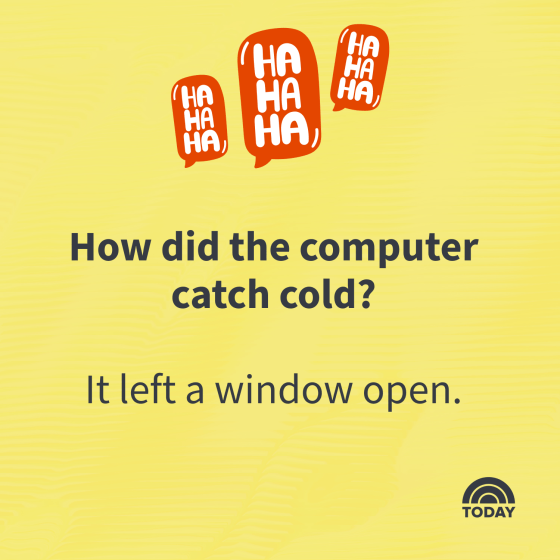 HA
HA
HA
HA
HA
HA
HA
HA
HA
How did the computer
catch cold?
It left a window open.
TODAY